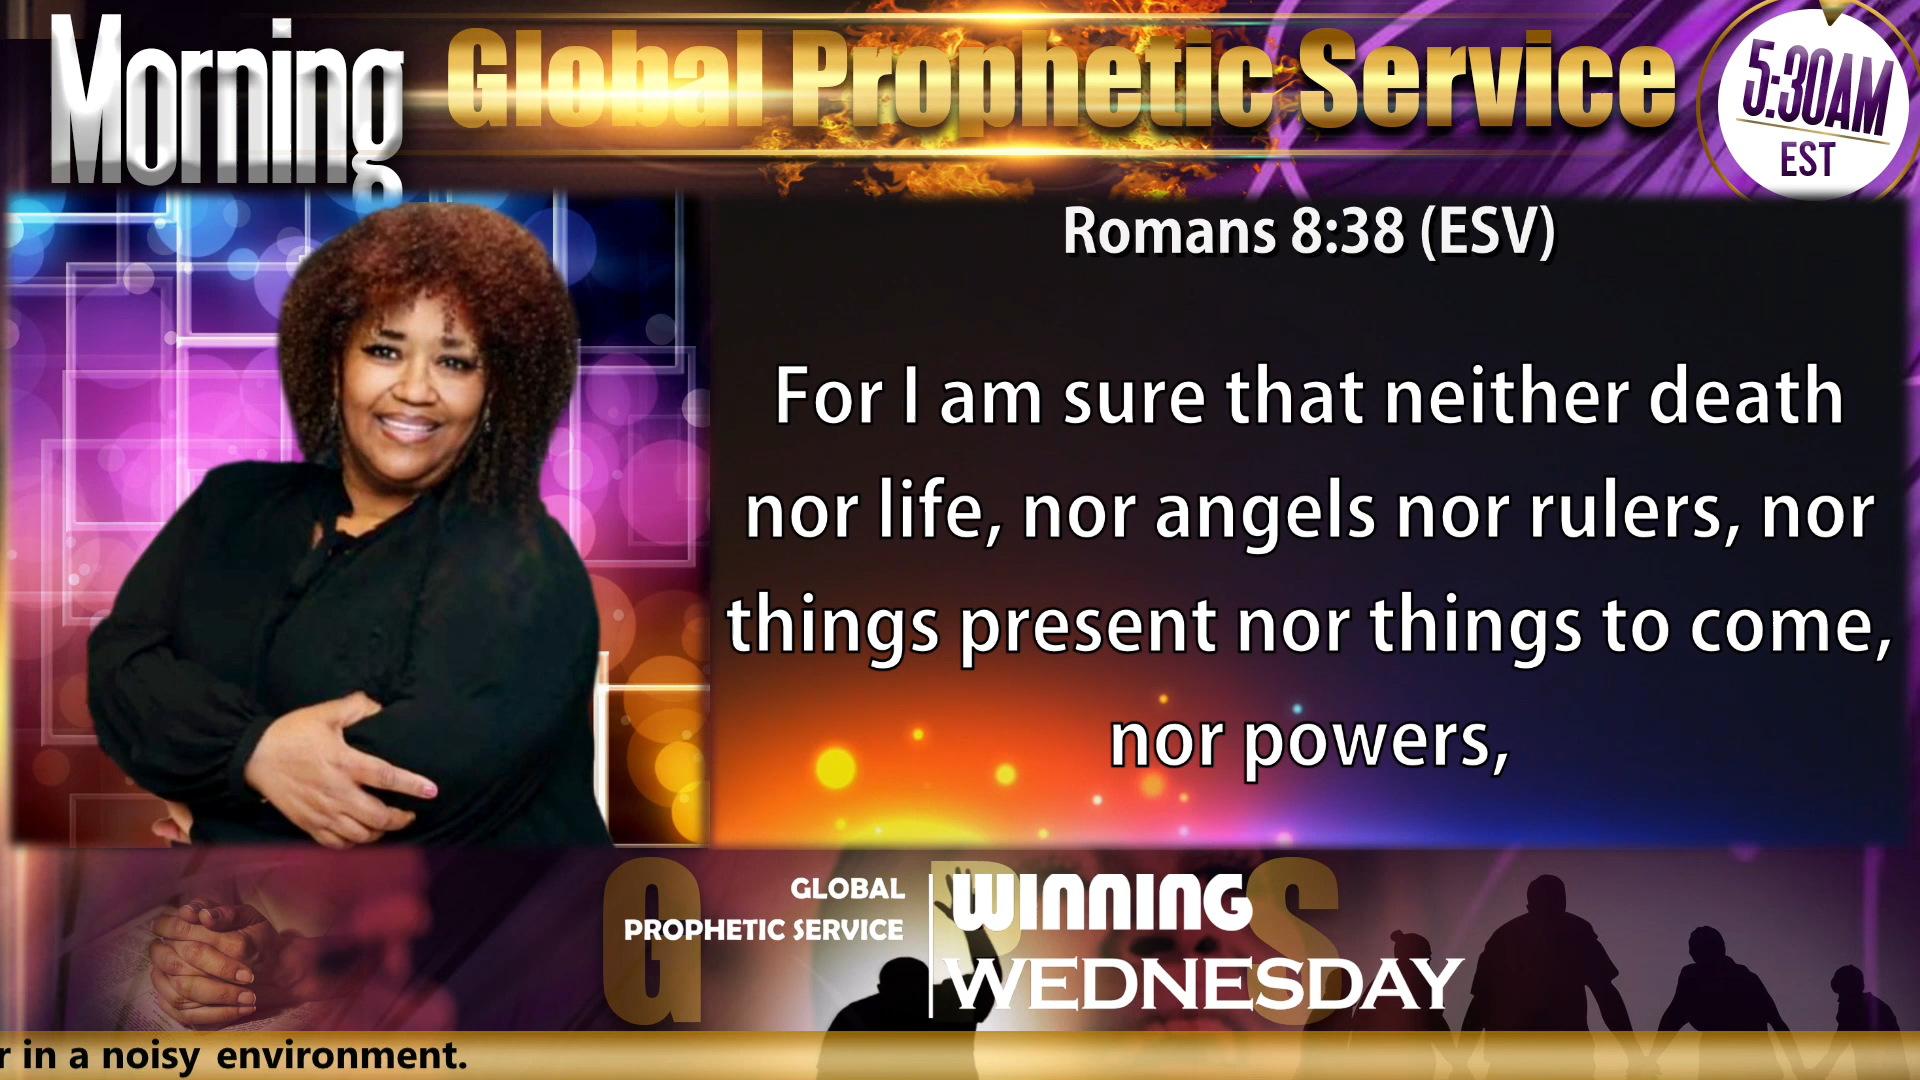 Morning
Global Prophetic Service
5:30AM
EST
Romans 8:38 (ESV)
For I am sure that neither death
nor life, nor angels nor rulers, nor
things present nor things to come,
nor powers,
G P S
GLOBAL
PROPHETIC SERVICE
WINNING
WEDNESDAY
r in a noisy environment.